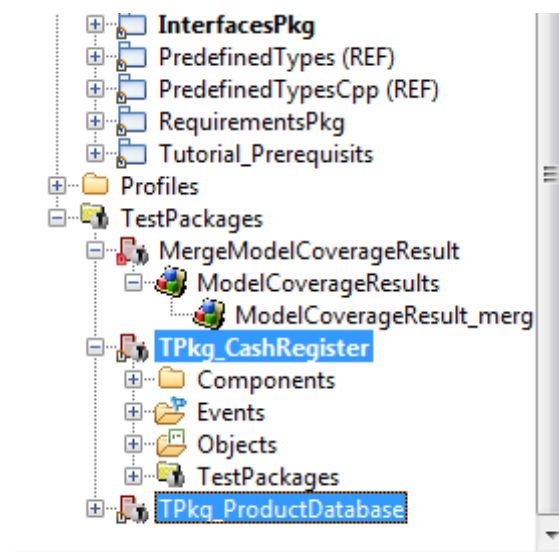 InterfacesPkg
PredefinedTypes (REF)
PredefinedTypesCpp (REF)
RequirementsPkg
Tutorial_Prerequisits
Profiles
TestPackages
MergeModelCoverageResult
ModelCoverageResults
ModelCoverageResult_merg
TPkg_CashRegister
Components
Events
Objects
TestPackages
TPkg_ProductDatabase